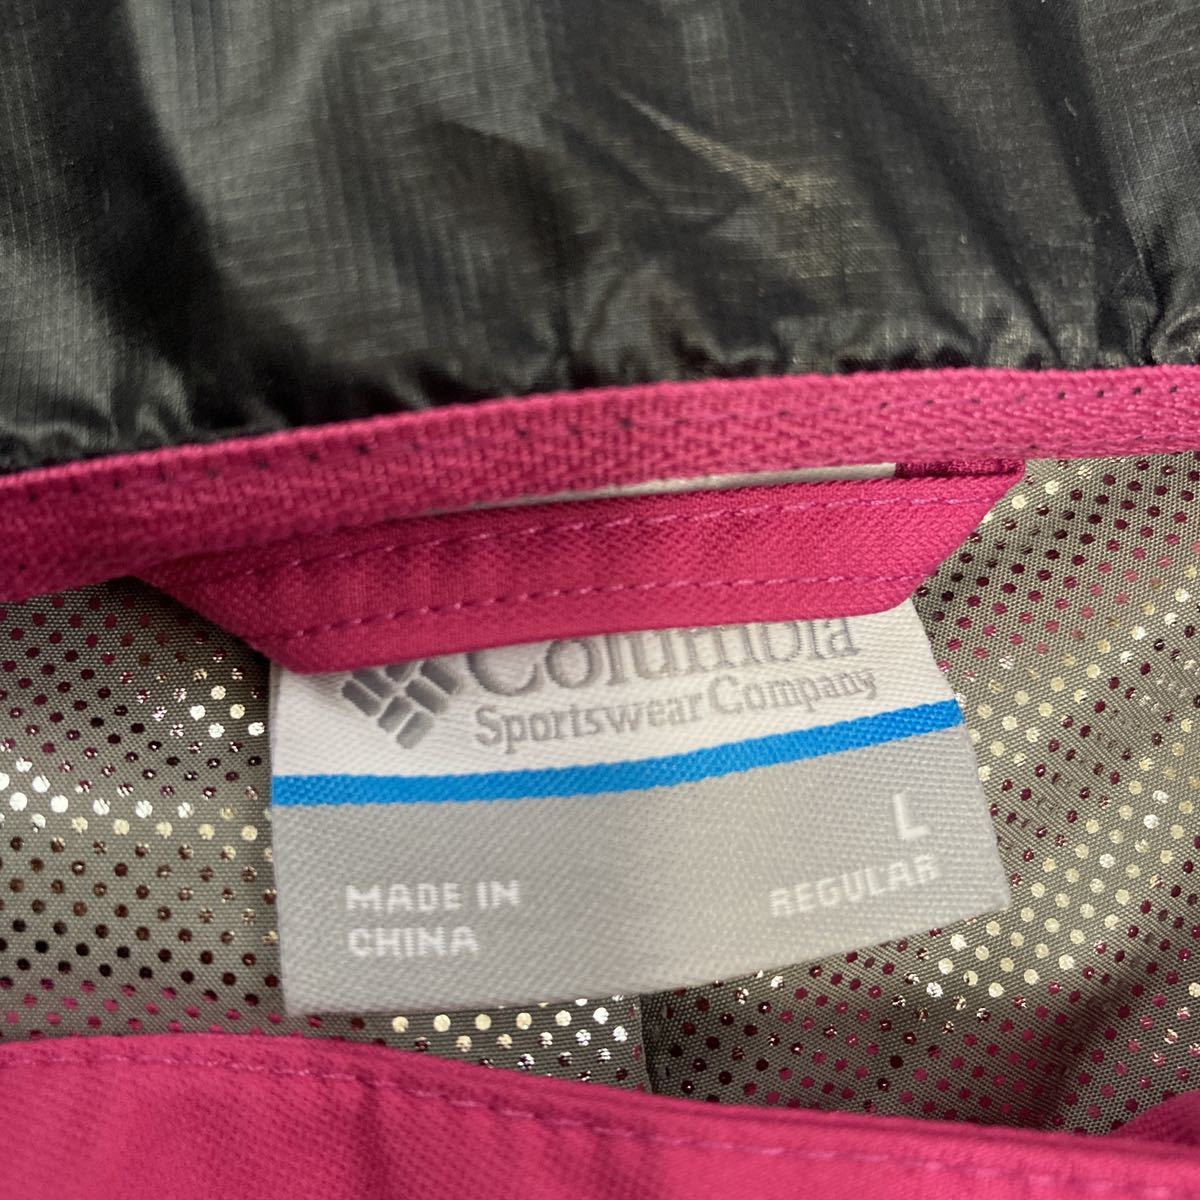 Columbia
Sportswear Company
L
REGULAR
MADE IN
CHINA